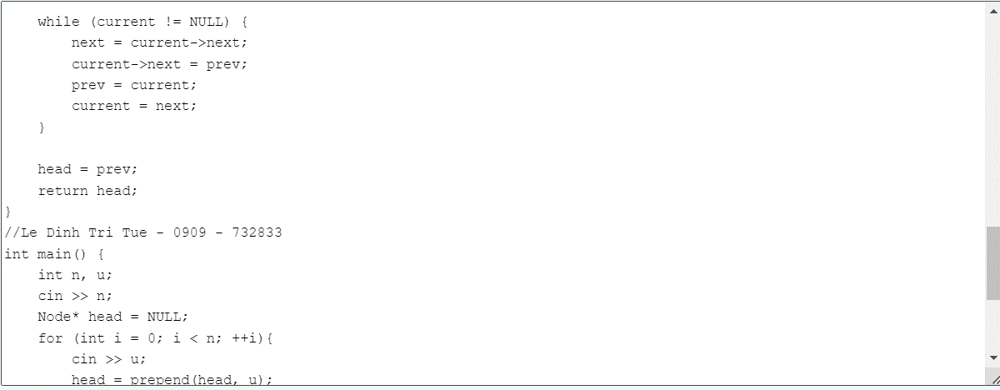 while (current != NULL) {
next = current->next;
current->next = prev;
prev = current;
current = next;
}
head = prev;
return head;
}
//Le Dinh Tri Tue - 0909 - 732833
int main() {
int n, u;
cin >> n;
Node* head = NULL;
for (int i = 0; i < n; ++i){
cin >> u;
head = prepend(head, u);